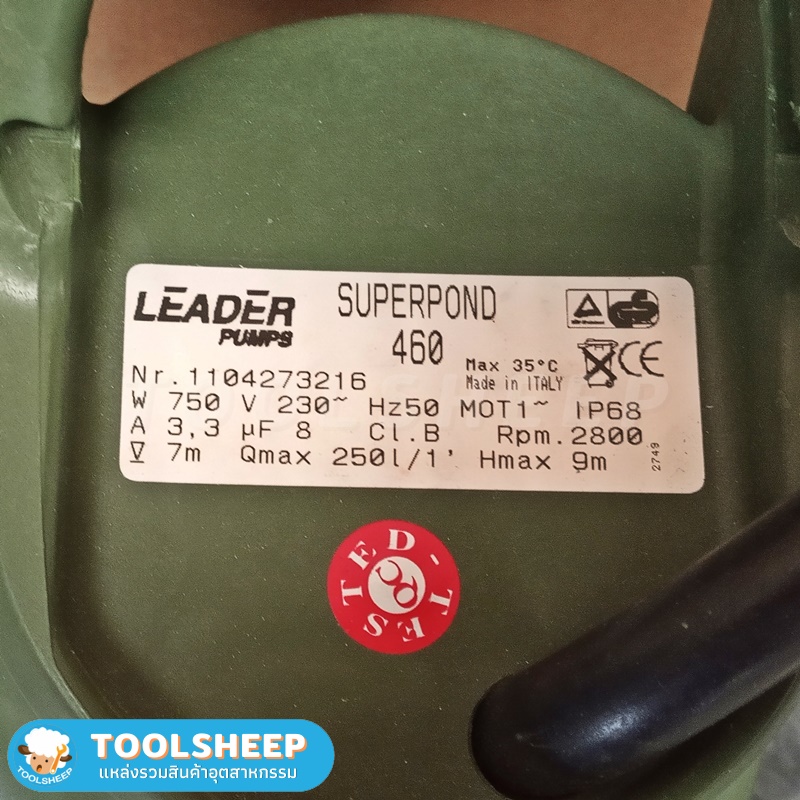 LEADER
PUMPS
SUPERPOND
460
Max 35°C
Made in ITALY
CE
Nr.1104273216
W 750 V 230~ Hz50 MOT1~ IP68
A 3,3 µF 8 Cl.B Rpm.2800
7m Qmax 250l/1' Hmax 9m
2749
TESTED-
TOOLSHEEP
TOOLSHEEP
TOOLSHEEP
แหล่งรวมสินค้าอุตสาหกรรม